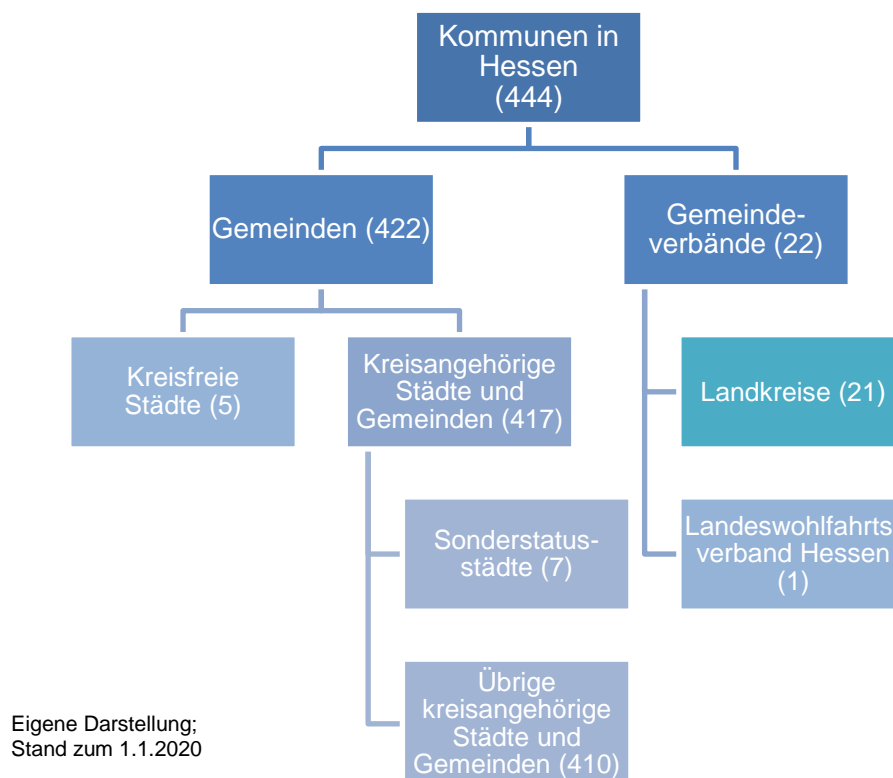 Kommunen in
Hessen
(444)
Gemeinden (422)
Gemeinde-
verbände (22)
Kreisfreie
Städte (5)
Kreisangehörige
Städte und
Gemeinden (417)
Landkreise (21)
Sonderstatus-
städte (7)
Landeswohlfahrts
verband Hessen
(1)
Übrige
kreisangehörige
Städte und
Gemeinden (410)
Eigene Darstellung;
Stand zum 1.1.2020